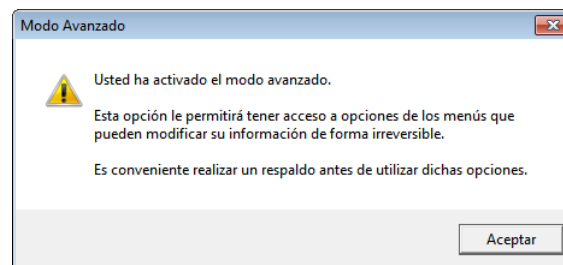 Modo Avanzado
Usted ha activado el modo avanzado.
Esta opción le permitirá tener acceso a opciones de los menús que
pueden modificar su información de forma irreversible.
Es conveniente realizar un respaldo antes de utilizar dichas opciones.
Aceptar